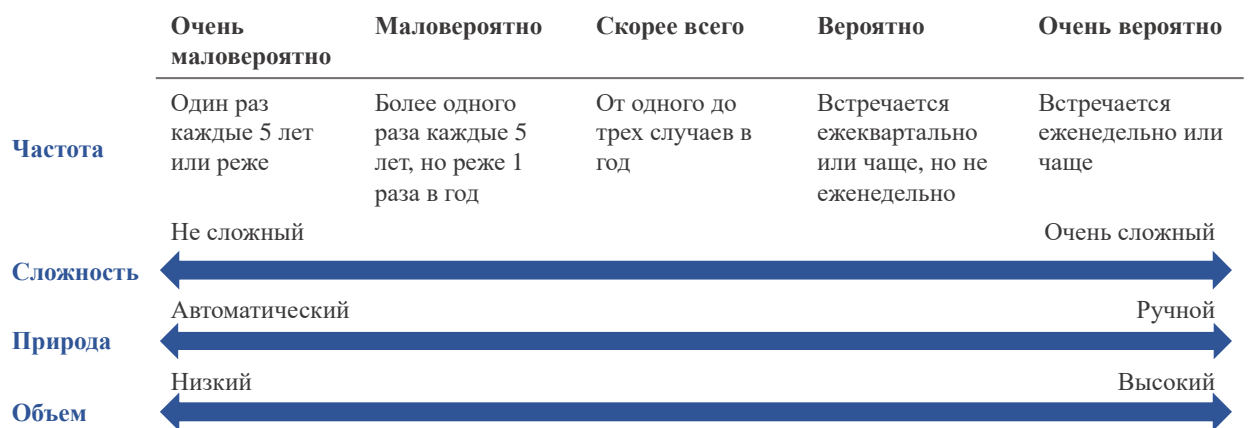 Очень
маловероятно
Маловероятно
Скорее всего
Вероятно
Очень вероятно
Частота
Один раз
каждые 5 лет
или реже
Более одного
раза каждые 5
лет, но реже 1
раза в год
От одного до
трех случаев в
год
Встречается
ежеквартально
или чаще, но не
еженедельно
Встречается
еженедельно или
чаще
Не сложный
Очень сложный
Сложность
Автоматический
Ручной
Природа
Низкий
Высокий
Объем